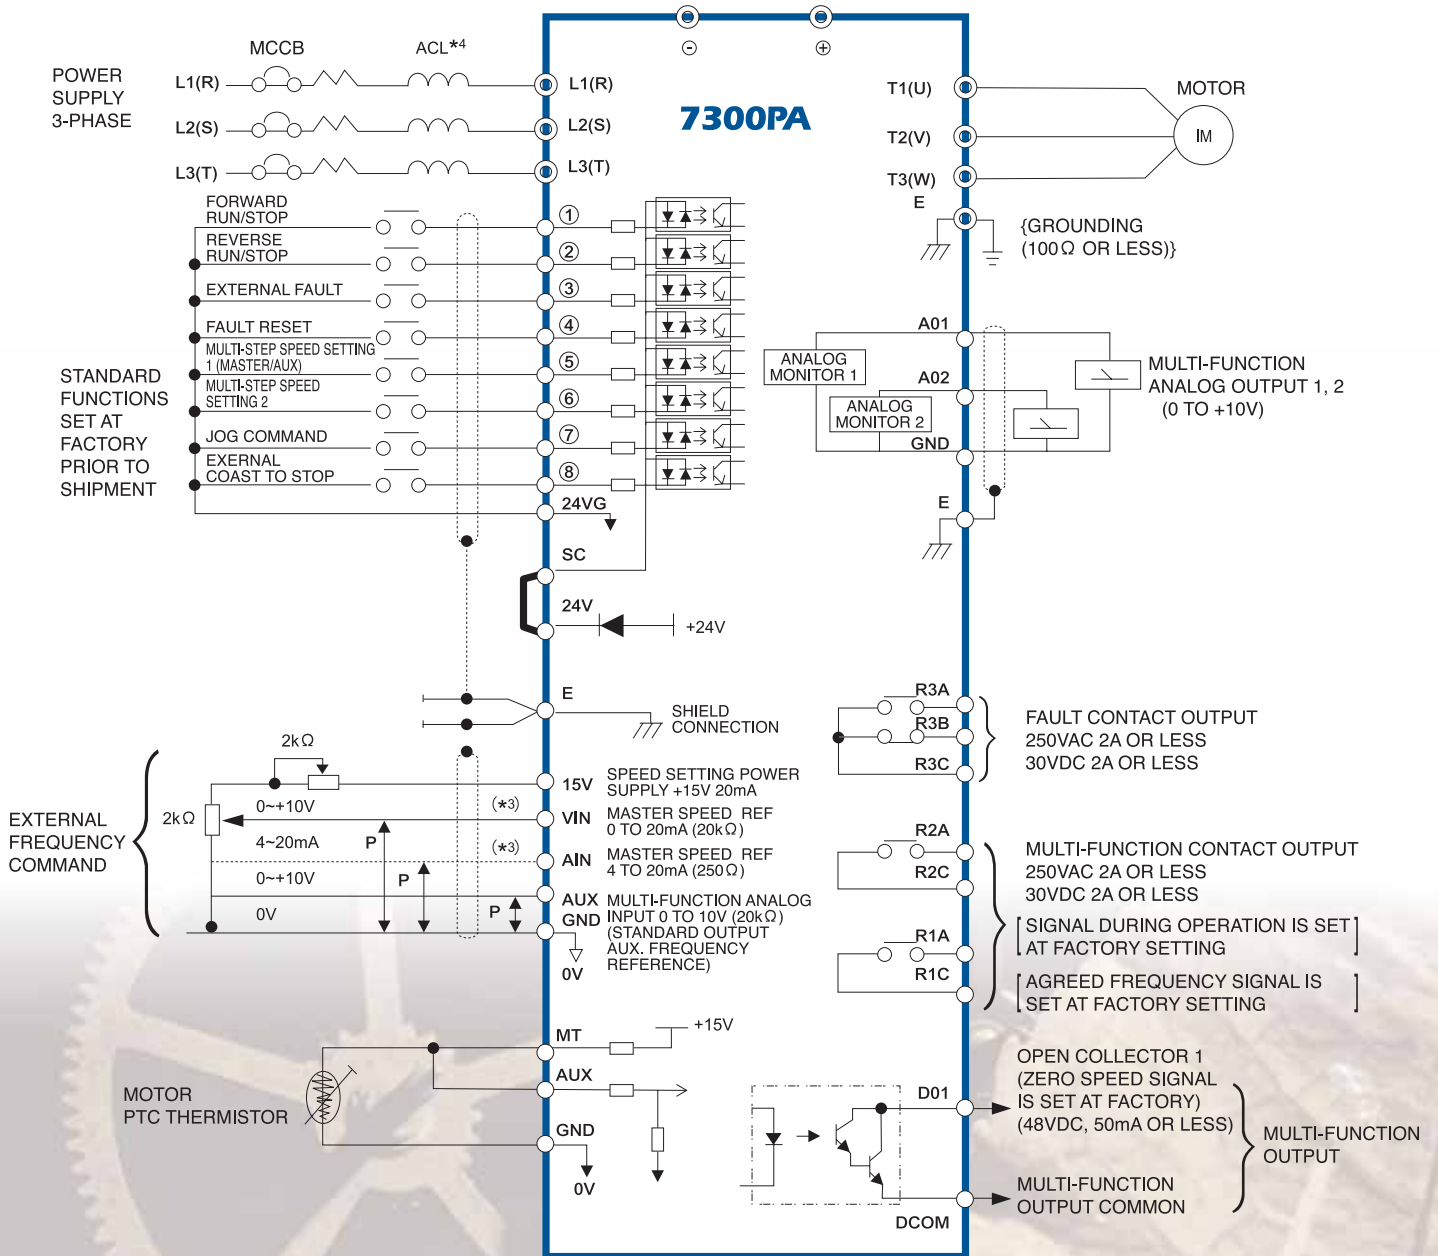 MCCB
ACL*4
⊖
⊕
POWER
SUPPLY
3-PHASE
L1(R)
L2(S)
L3(T)
L1(R)
L2(S)
L3(T)
7300PA
T1(U)
T2(V)
T3(W)
E
MOTOR
IM
{GROUNDING
(100Ω OR LESS)}
STANDARD
FUNCTIONS
SET AT
FACTORY
PRIOR TO
SHIPMENT
FORWARD
RUN/STOP
①
REVERSE
RUN/STOP
②
EXTERNAL FAULT
③
FAULT RESET
④
MULTI-STEP SPEED SETTING
1 (MASTER/AUX)
⑤
MULTI-STEP SPEED
SETTING 2
⑥
JOG COMMAND
⑦
EXERNAL
COAST TO STOP
⑧
24VG
SC
24V
+24V
E
SHIELD
CONNECTION
A01
ANALOG
MONITOR 1
A02
ANALOG
MONITOR 2
GND
E
MULTI-FUNCTION
ANALOG OUTPUT 1, 2
(0 TO +10V)
R3A
R3B
R3C
FAULT CONTACT OUTPUT
250VAC 2A OR LESS
30VDC 2A OR LESS
EXTERNAL
FREQUENCY
COMMAND
2kΩ
2kΩ
0~+10V
(*3)
4~20mA
(*3)
0~+10V
0V
P
P
P
15V
SPEED SETTING POWER
SUPPLY +15V 20mA
VIN
MASTER SPEED REF
0 TO 20mA (20kΩ)
AIN
MASTER SPEED REF
4 TO 20mA (250Ω)
AUX
GND
MULTI-FUNCTION ANALOG
INPUT 0 TO 10V (20kΩ)
(STANDARD OUTPUT
AUX. FREQUENCY
REFERENCE)
0V
R2A
R2C
R1A
R1C
MULTI-FUNCTION CONTACT OUTPUT
250VAC 2A OR LESS
30VDC 2A OR LESS
[SIGNAL DURING OPERATION IS SET
AT FACTORY SETTING]
[AGREED FREQUENCY SIGNAL IS
SET AT FACTORY SETTING]
MOTOR
PTC THERMISTOR
MT
+15V
AUX
GND
0V
D01
DCOM
OPEN COLLECTOR 1
(ZERO SPEED SIGNAL
IS SET AT FACTORY)
(48VDC, 50mA OR LESS)
MULTI-FUNCTION
OUTPUT COMMON
MULTI-FUNCTION
OUTPUT